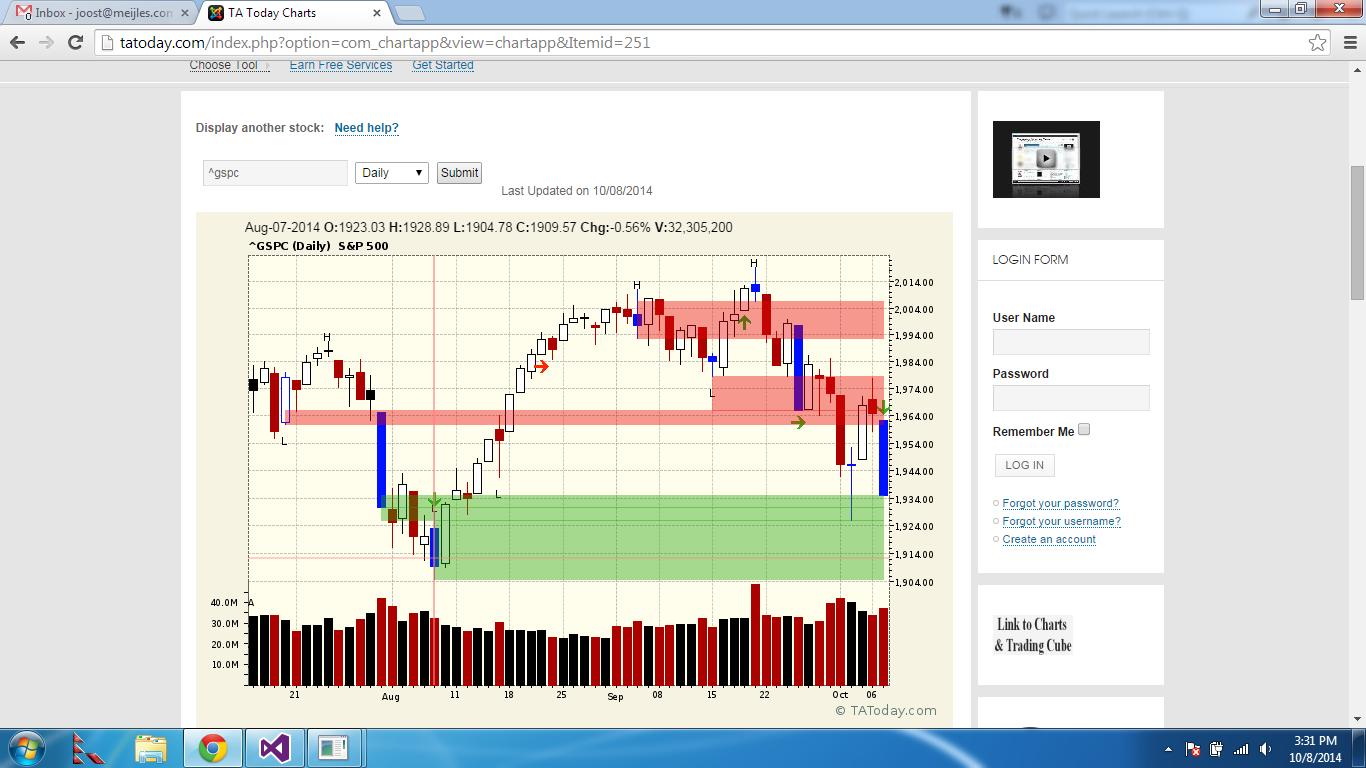 Inbox - joost@meijles.com
TA Today Charts
tatoday.com/index.php?option=com_chartapp&view=chartapp&Itemid=251
Choose Tool
Earn Free Services
Get Started
Display another stock: Need help?
^gspc
Daily
Submit
Last Updated on 10/08/2014
Aug-07-2014 O:1923.03 H:1928.89 L:1904.78 C:1909.57 Chg:-0.56% V:32,305,200
^GSPC (Daily) S&P 500
H
H
H
L
L
L
2,014.00
2,004.00
1,994.00
1,984.00
1,974.00
1,964.00
1,954.00
1,944.00
1,934.00
1,924.00
1,914.00
1,904.00
40.0M
30.0M
20.0M
10.0M
A
21 Aug 11 18 25 Sep 08 15 22 Oct 06
© TAToday.com
LOGIN FORM
User Name
Password
Remember Me
LOG IN
Forgot your password?
Forgot your username?
Create an account
Link to Charts
& Trading Cube
3:31 PM
10/8/2014